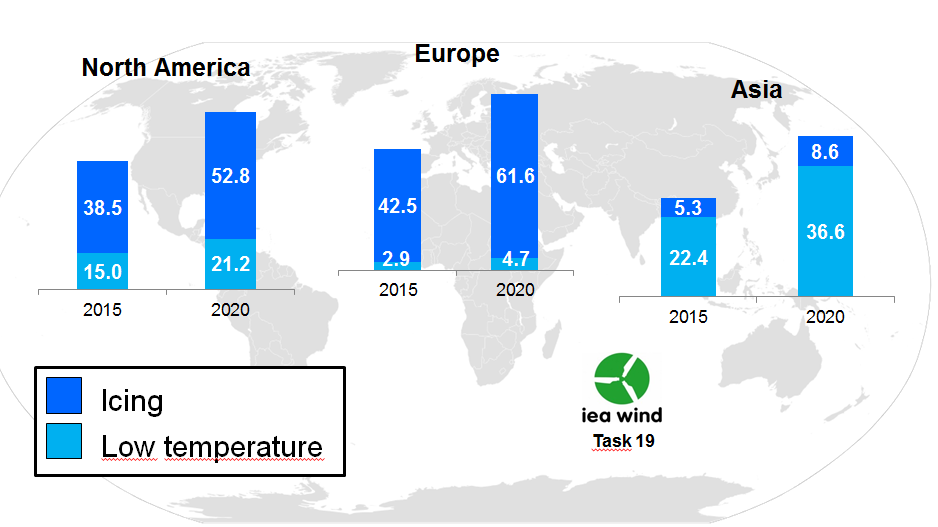 North America
38.5
15.0
2015
52.8
21.2
2020
Europe
42.5
2.9
2015
61.6
4.7
2020
Asia
5.3
22.4
2015
8.6
36.6
2020
Icing
Low temperature
iea wind
Task 19